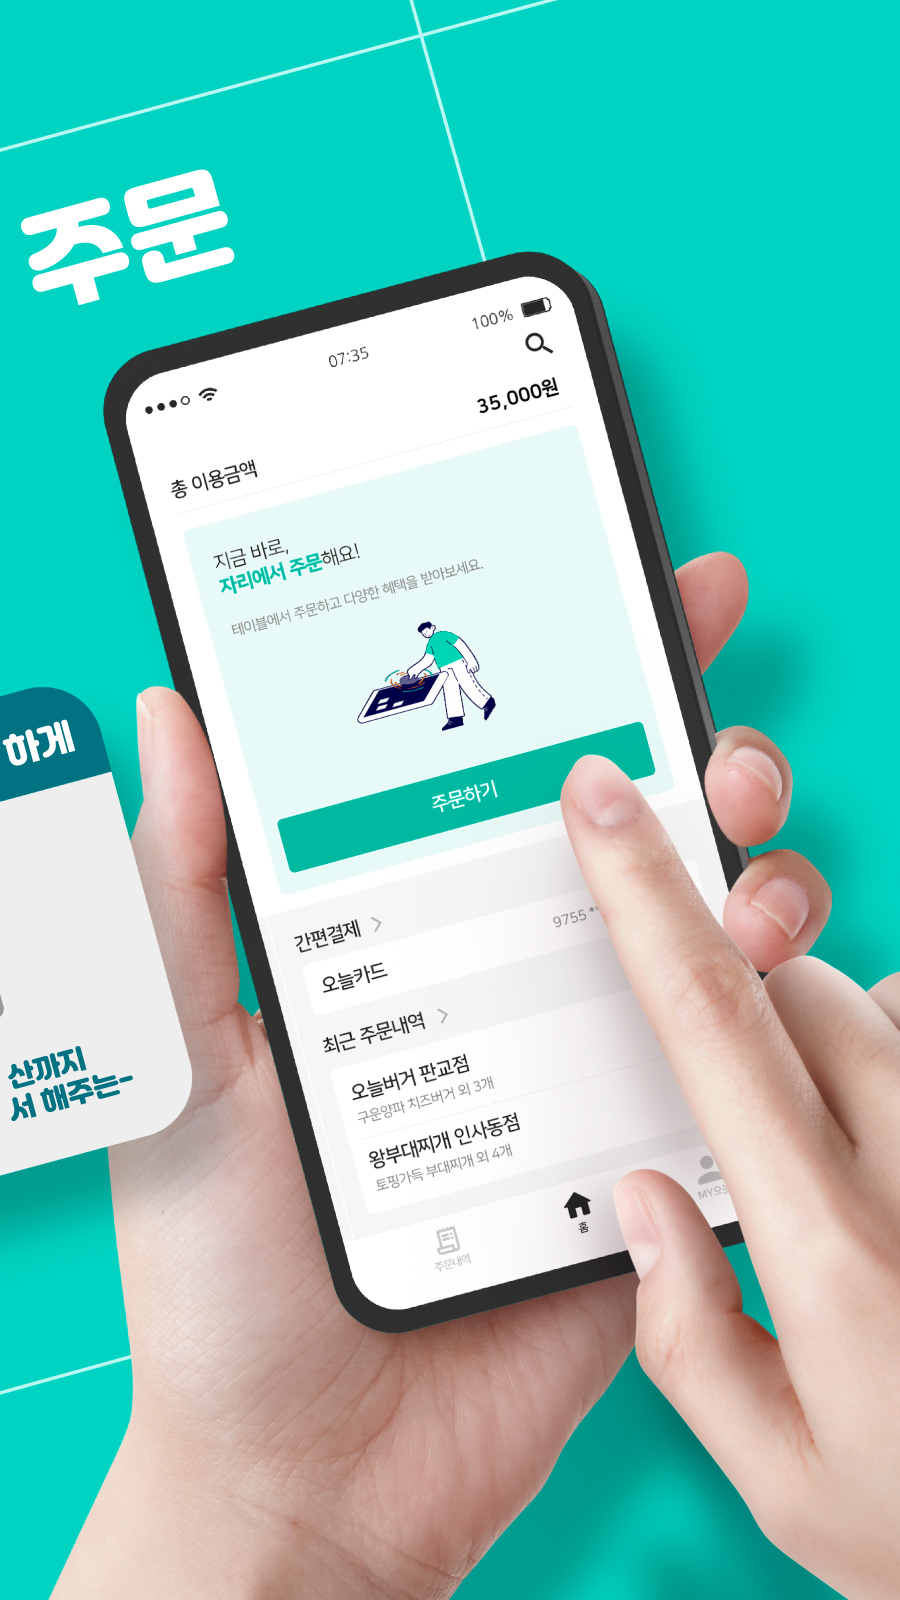 주문
100%
07:35
총 이용금액 35,000원
지금 바로,
자리에서 주문해요!
테이블에서 주문하고 다양한 혜택을 받아보세요.
주문하기
하게
간편결제 >
오늘카드 9755 **
최근 주문내역 >
오늘버거 판교점
구운양파 치즈버거 외 3개
왕부대찌개 인사동점
토핑가득 부대찌개 외 4개
산까지
서 해주는-
주문내역
홈
MY오